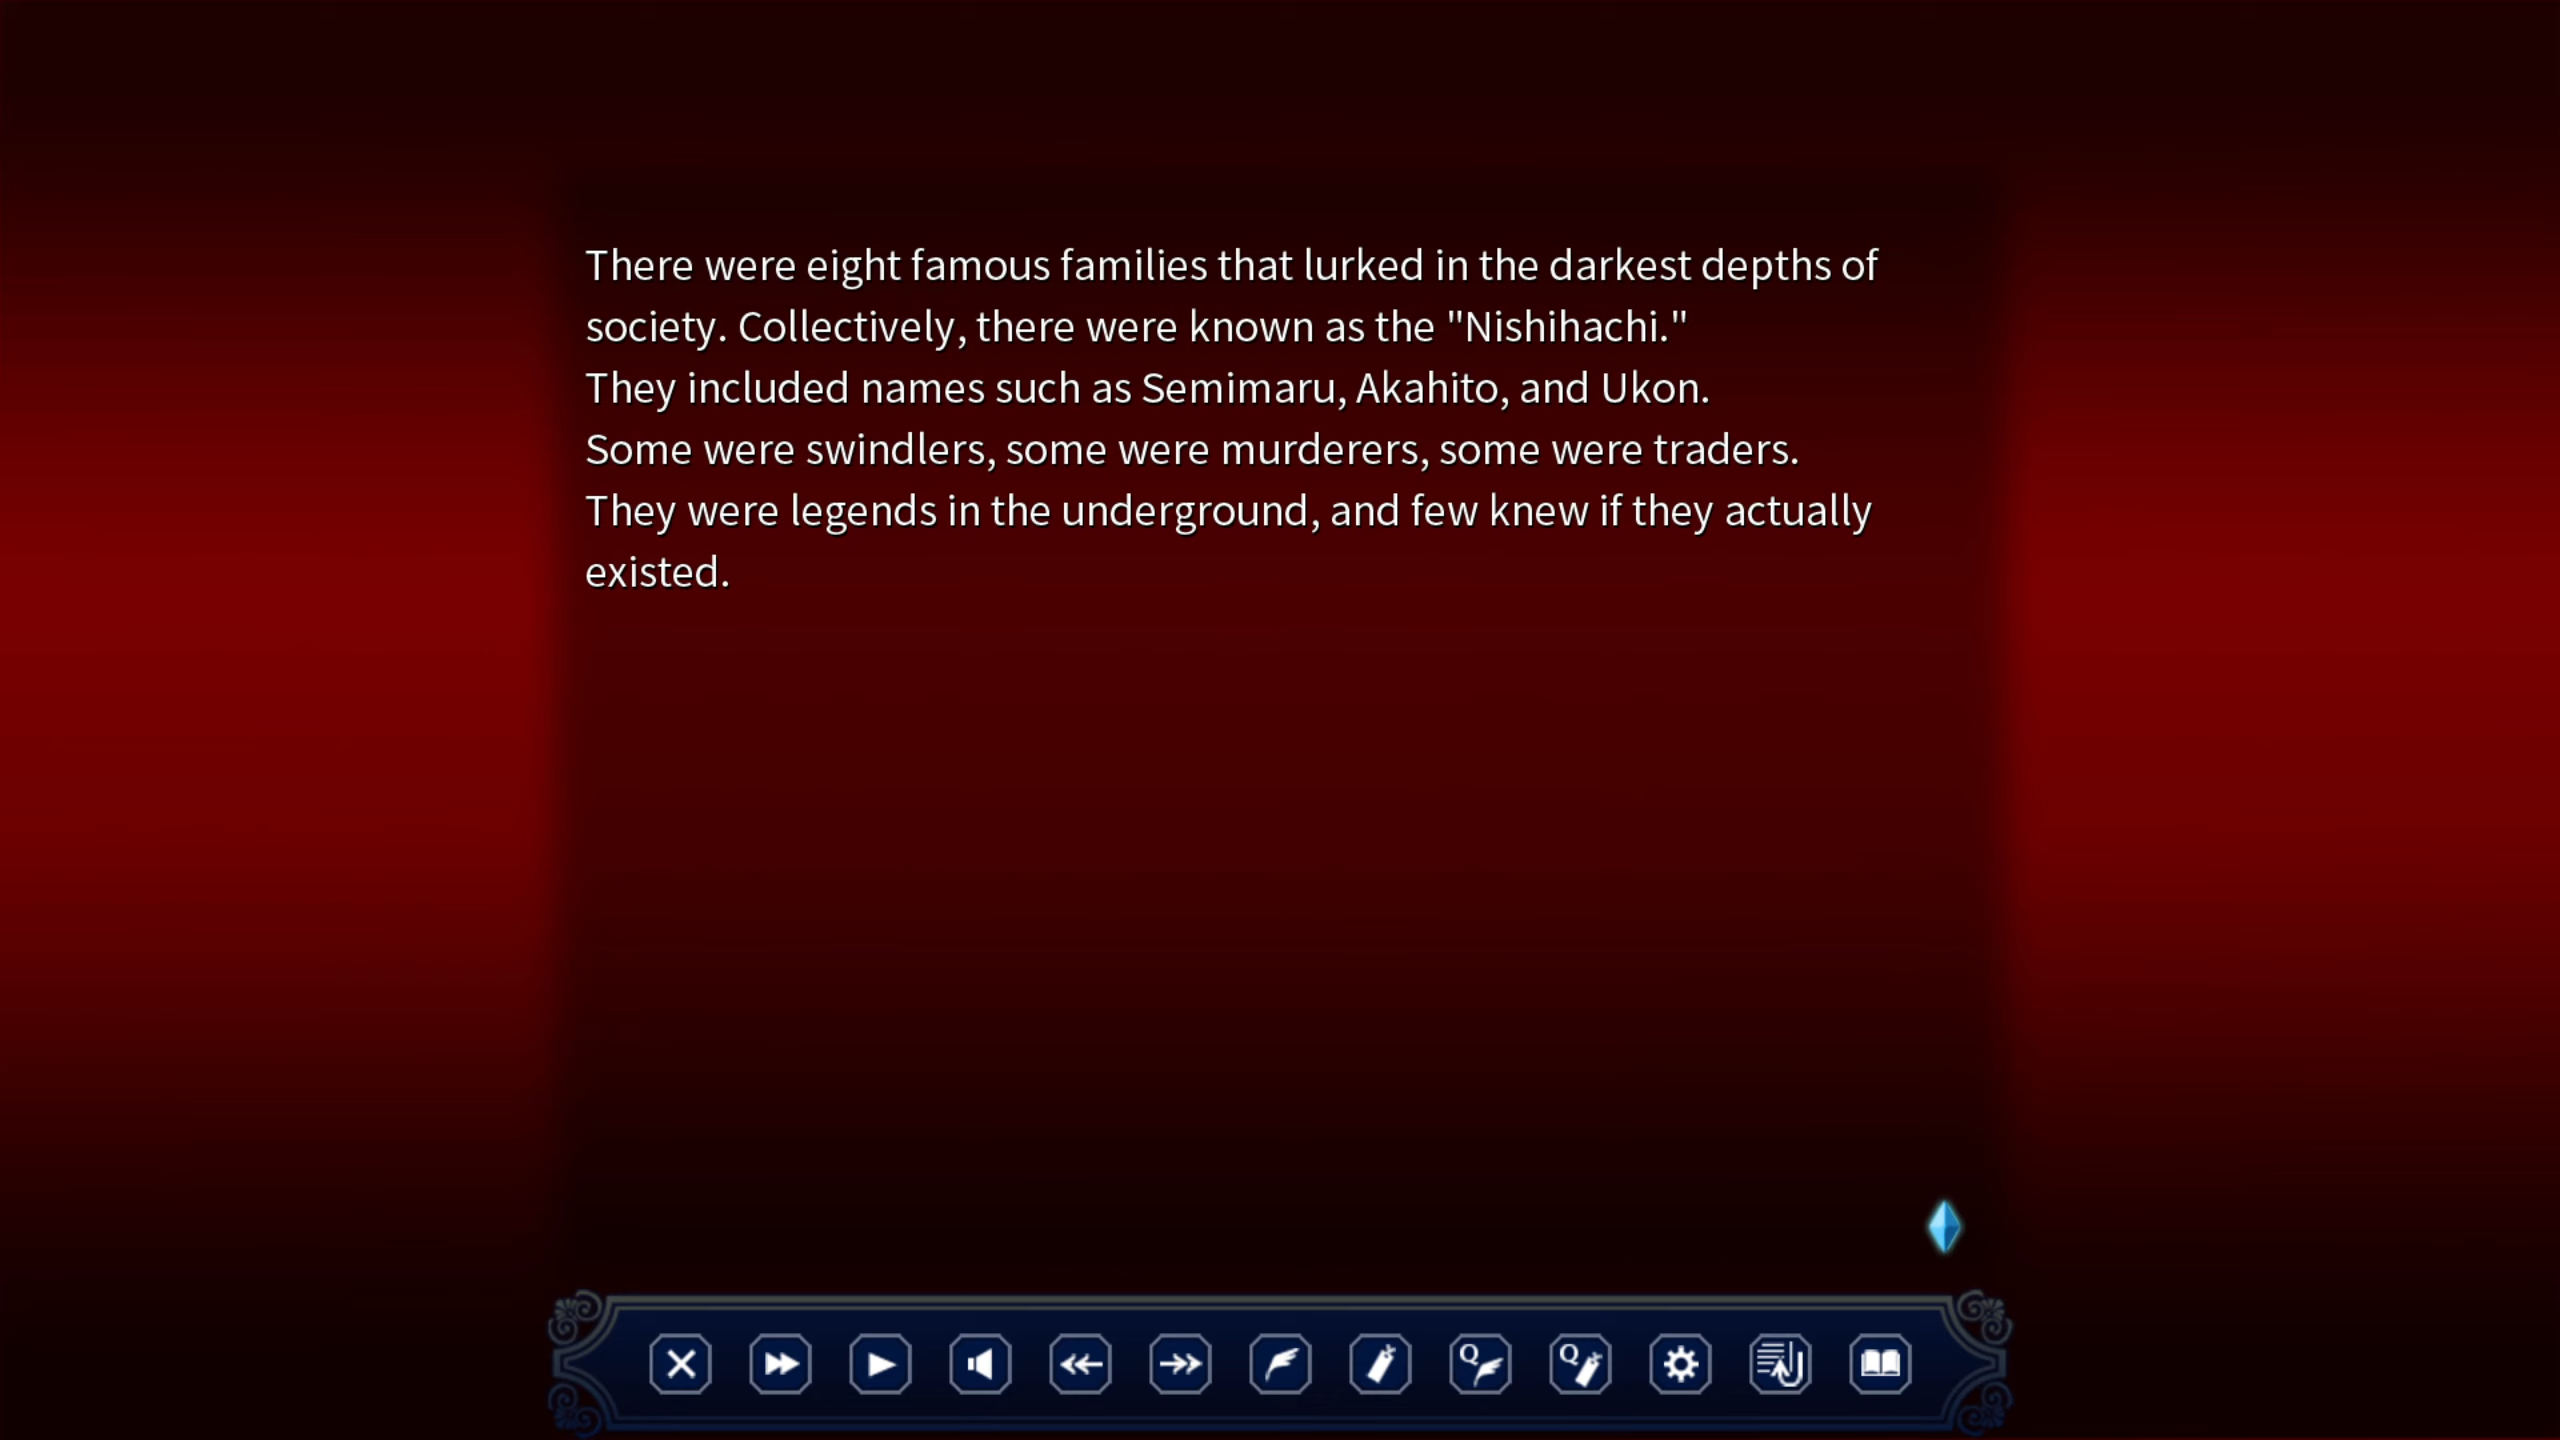 There were eight famous families that lurked in the darkest depths of
society. Collectively, there were known as the "Nishihachi."
They included names such as Semimaru, Akahito, and Ukon.
Some were swindlers, some were murderers, some were traders.
They were legends in the underground, and few knew if they actually
existed.
Q
Q